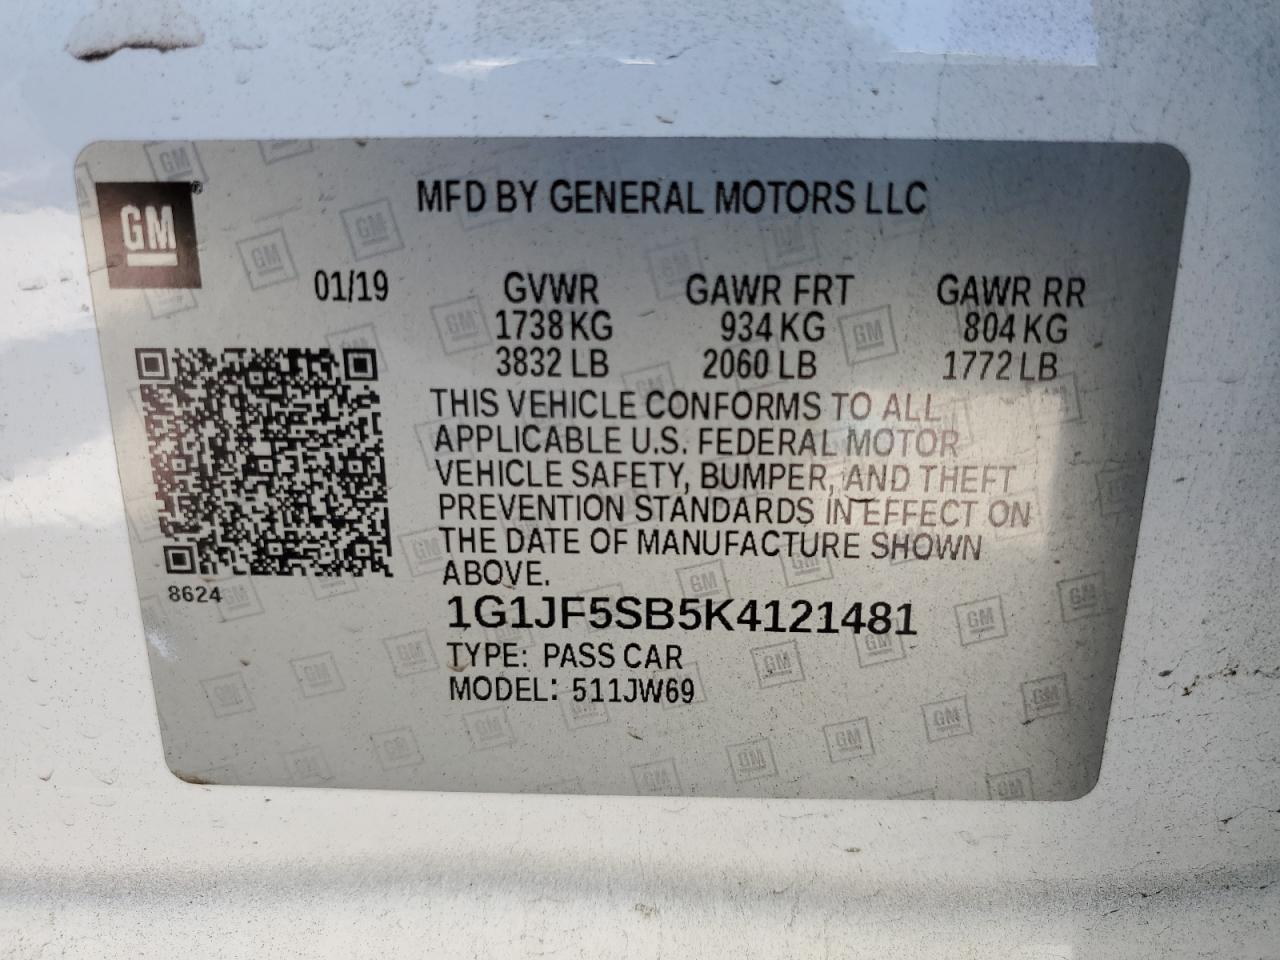 GM
MFD BY GENERAL MOTORS LLC
01/19 GVWR GAWR FRT GAWR RR
1738 KG 934 KG 804 KG
3832 LB 2060 LB 1772 LB
THIS VEHICLE CONFORMS TO ALL
APPLICABLE U.S. FEDERAL MOTOR
VEHICLE SAFETY, BUMPER, AND THEFT
PREVENTION STANDARDS IN EFFECT ON
THE DATE OF MANUFACTURE SHOWN
ABOVE.
8624
1G1JF5SB5K4121481
TYPE: PASS CAR
MODEL: 511JW69